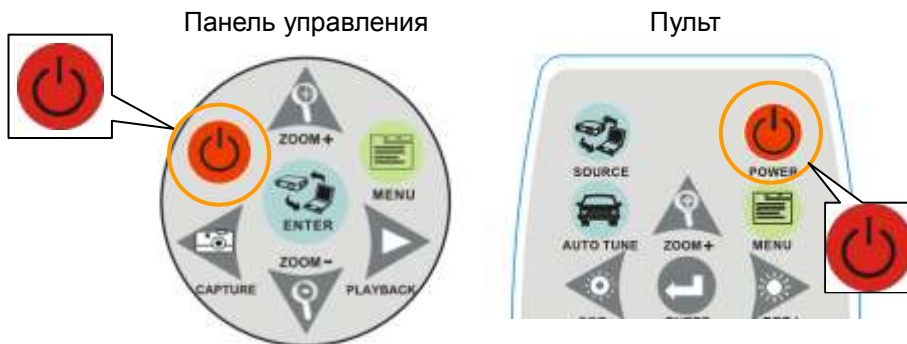 Панель управления
Пульт
ZOOM+
MENU
ENTER
ZOOM-
CAPTURE
PLAYBACK
SOURCE
POWER
AUTO TUNE
ZOOM+
MENU